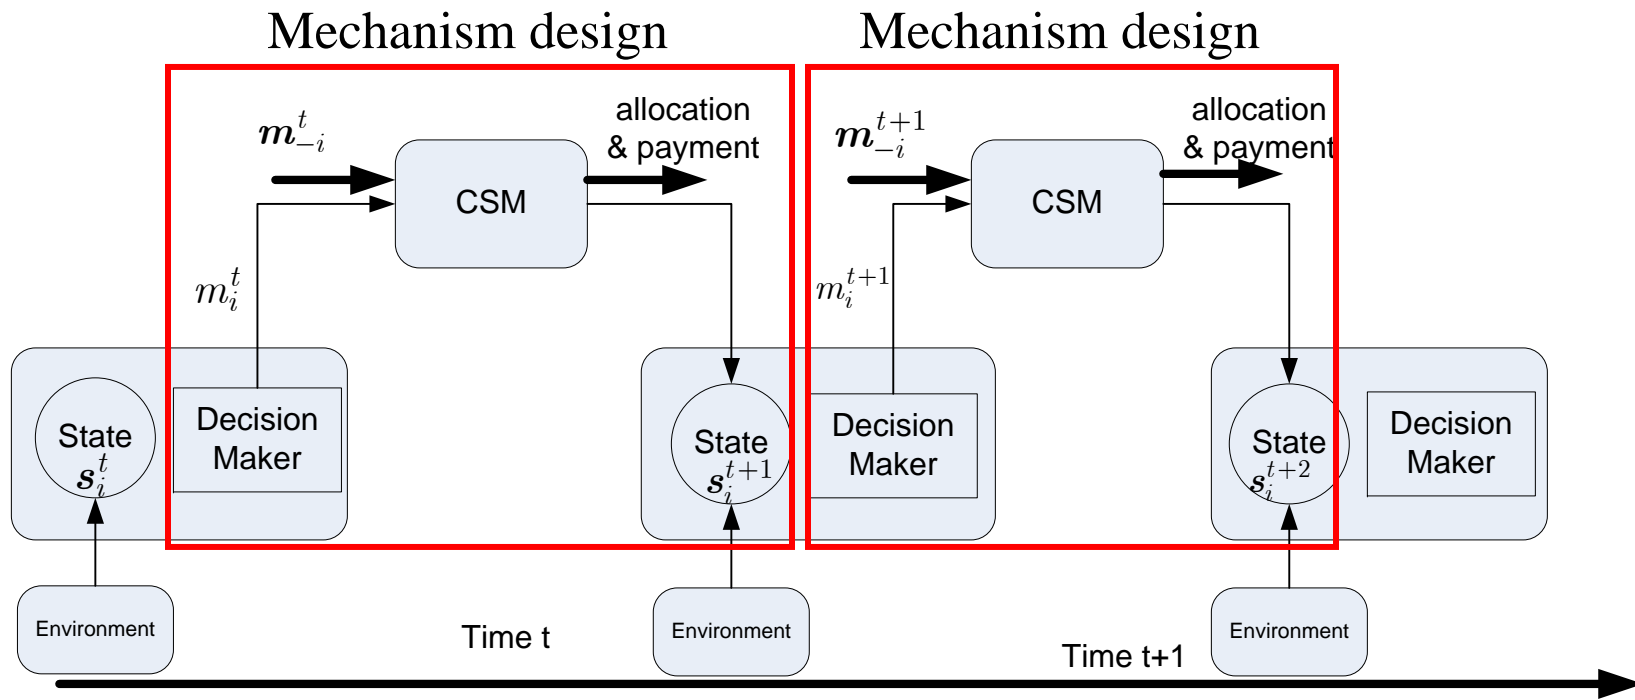 Mechanism design
Mechanism design
m_{-i}^t
allocation
& payment
CSM
m_i^t
m_{-i}^{t+1}
allocation
& payment
CSM
m_i^{t+1}
State
s_i^t
Decision
Maker
State
s_i^{t+1}
Decision
Maker
State
s_i^{t+2}
Decision
Maker
Environment
Time t
Environment
Time t+1
Environment